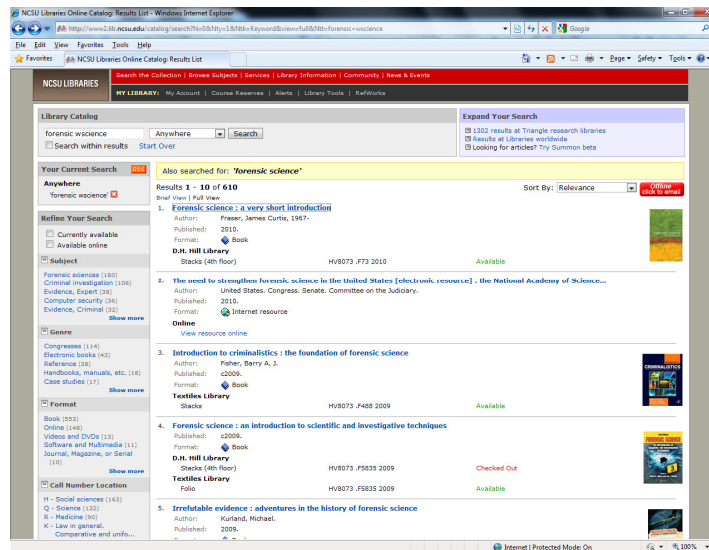 NCSU Libraries Online Catalog: Results List - Windows Internet Explorer
http://www2.lib.ncsu.edu/catalog/search?N=0&Nty=1&Ntk=Keyword&view=full&Ntt=forensic+wscience
Google
File Edit View Favorites Tools Help
Favorites NCSU Libraries Online Catalog: Results List
Page Safety Tools
NCSU LIBRARIES
Search the Collection | Browse Subjects | Services | Library Information | Community | News & Events
MY LIBRARY: My Account | Course Reserves | Alerts | Library Tools | RefWorks
Library Catalog
forensic wscience Anywhere Search
Search within results Start Over
Expand Your Search
1302 results at Triangle research libraries
Results at Libraries worldwide
Looking for articles? Try Summon beta
Your Current Search RSS
Anywhere
'forensic wscience'
Refine Your Search
Currently available
Available online
Subject
Forensic sciences (180)
Criminal investigation (106)
Evidence, Expert (38)
Computer security (36)
Evidence, Criminal (32)
Show more
Genre
Congresses (114)
Electronic books (43)
Reference (38)
Handbooks, manuals, etc. (18)
Case studies (17)
Show more
Format
Book (553)
Online (146)
Videos and DVDs (13)
Software and Multimedia (11)
Journal, Magazine, or Serial
(10)
Show more
Call Number Location
H - Social sciences (163)
Q - Science (132)
R - Medicine (90)
K - Law in general.
Comparative and unifo...
Also searched for: 'forensic science'
Results 1 - 10 of 610
Sort By: Relevance
Offline
click to email
Brief View | Full View
1. Forensic science : a very short introduction
Author: Fraser, James Curtis, 1967-
Published: 2010.
Format: Book
D.H. Hill Library
Stacks (4th floor) HV8073 .F73 2010 Available
2. The need to strengthen forensic science in the United States [electronic resource] : the National Academy of Science...
Author: United States. Congress. Senate. Committee on the Judiciary.
Published: 2010.
Format: Internet resource
Online
View resource online
3. Introduction to criminalistics : the foundation of forensic science
Author: Fisher, Barry A. J.
Published: c2009.
Format: Book
Textiles Library
Stacks HV8073 .F488 2009 Available
CRIMINALISTICS
4. Forensic science : an introduction to scientific and investigative techniques
Published: c2009.
Format: Book
D.H. Hill Library
Stacks (4th floor) HV8073 .F5835 2009 Checked Out
Textiles Library
Folio HV8073 .F5835 2009 Available
FORENSIC SCIENCE
5. Irrefutable evidence : adventures in the history of forensic science
Author: Kurland, Michael.
Published: 2009.
Internet | Protected Mode: On 100%